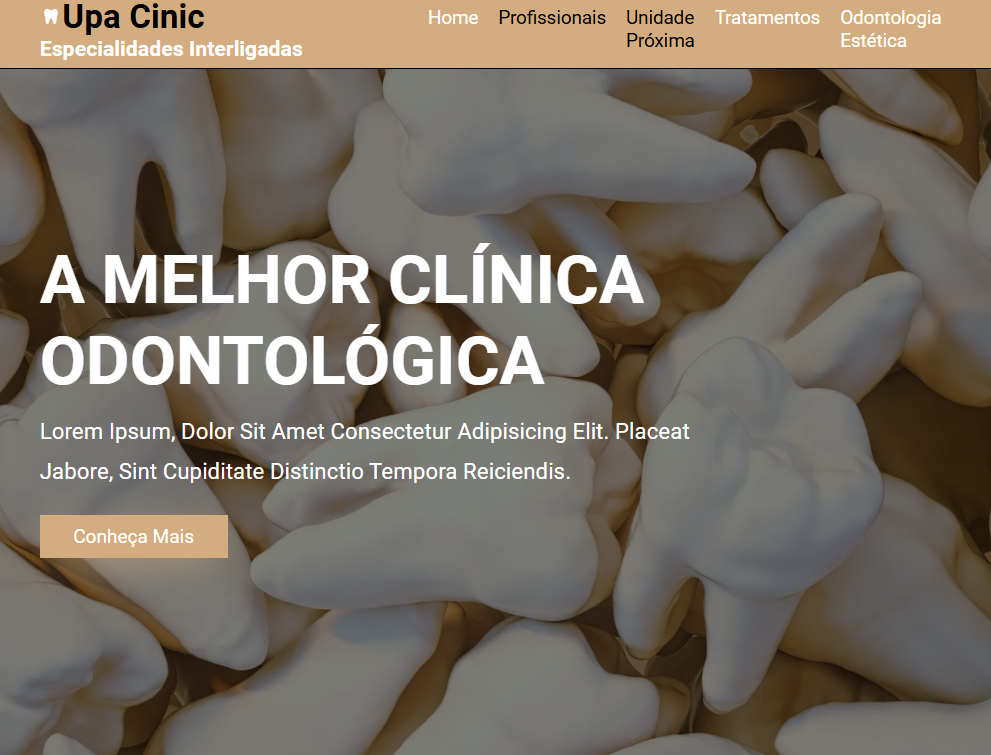 Upa Cinic
Especialidades Interligadas
Home Profissionais Unidade Próxima Tratamentos Odontologia Estética
A MELHOR CLÍNICA
ODONTOLÓGICA
Lorem Ipsum, Dolor Sit Amet Consectetur Adipisicing Elit. Placeat
Jabore, Sint Cupiditate Distinctio Tempora Reiciendis.
Conheça Mais